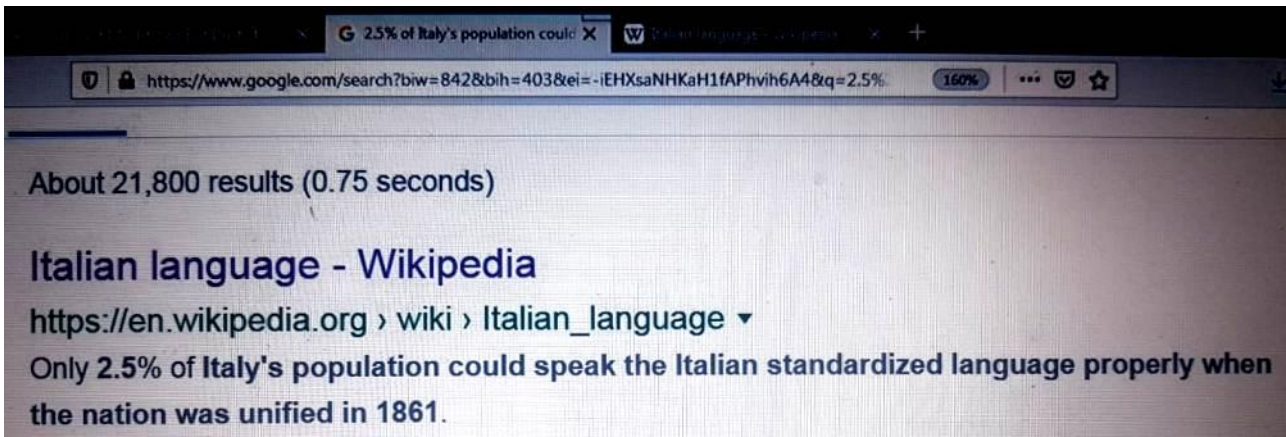 2.5% of Italy's population could
https://www.google.com/search?biw=842&bih=403&ei=-iEHXsaNHKaH1fAPhvih6A4&q=2.5% 160%
About 21,800 results (0.75 seconds)
Italian language - Wikipedia
https://en.wikipedia.org › wiki › Italian_language
Only 2.5% of Italy's population could speak the Italian standardized language properly when
the nation was unified in 1861.